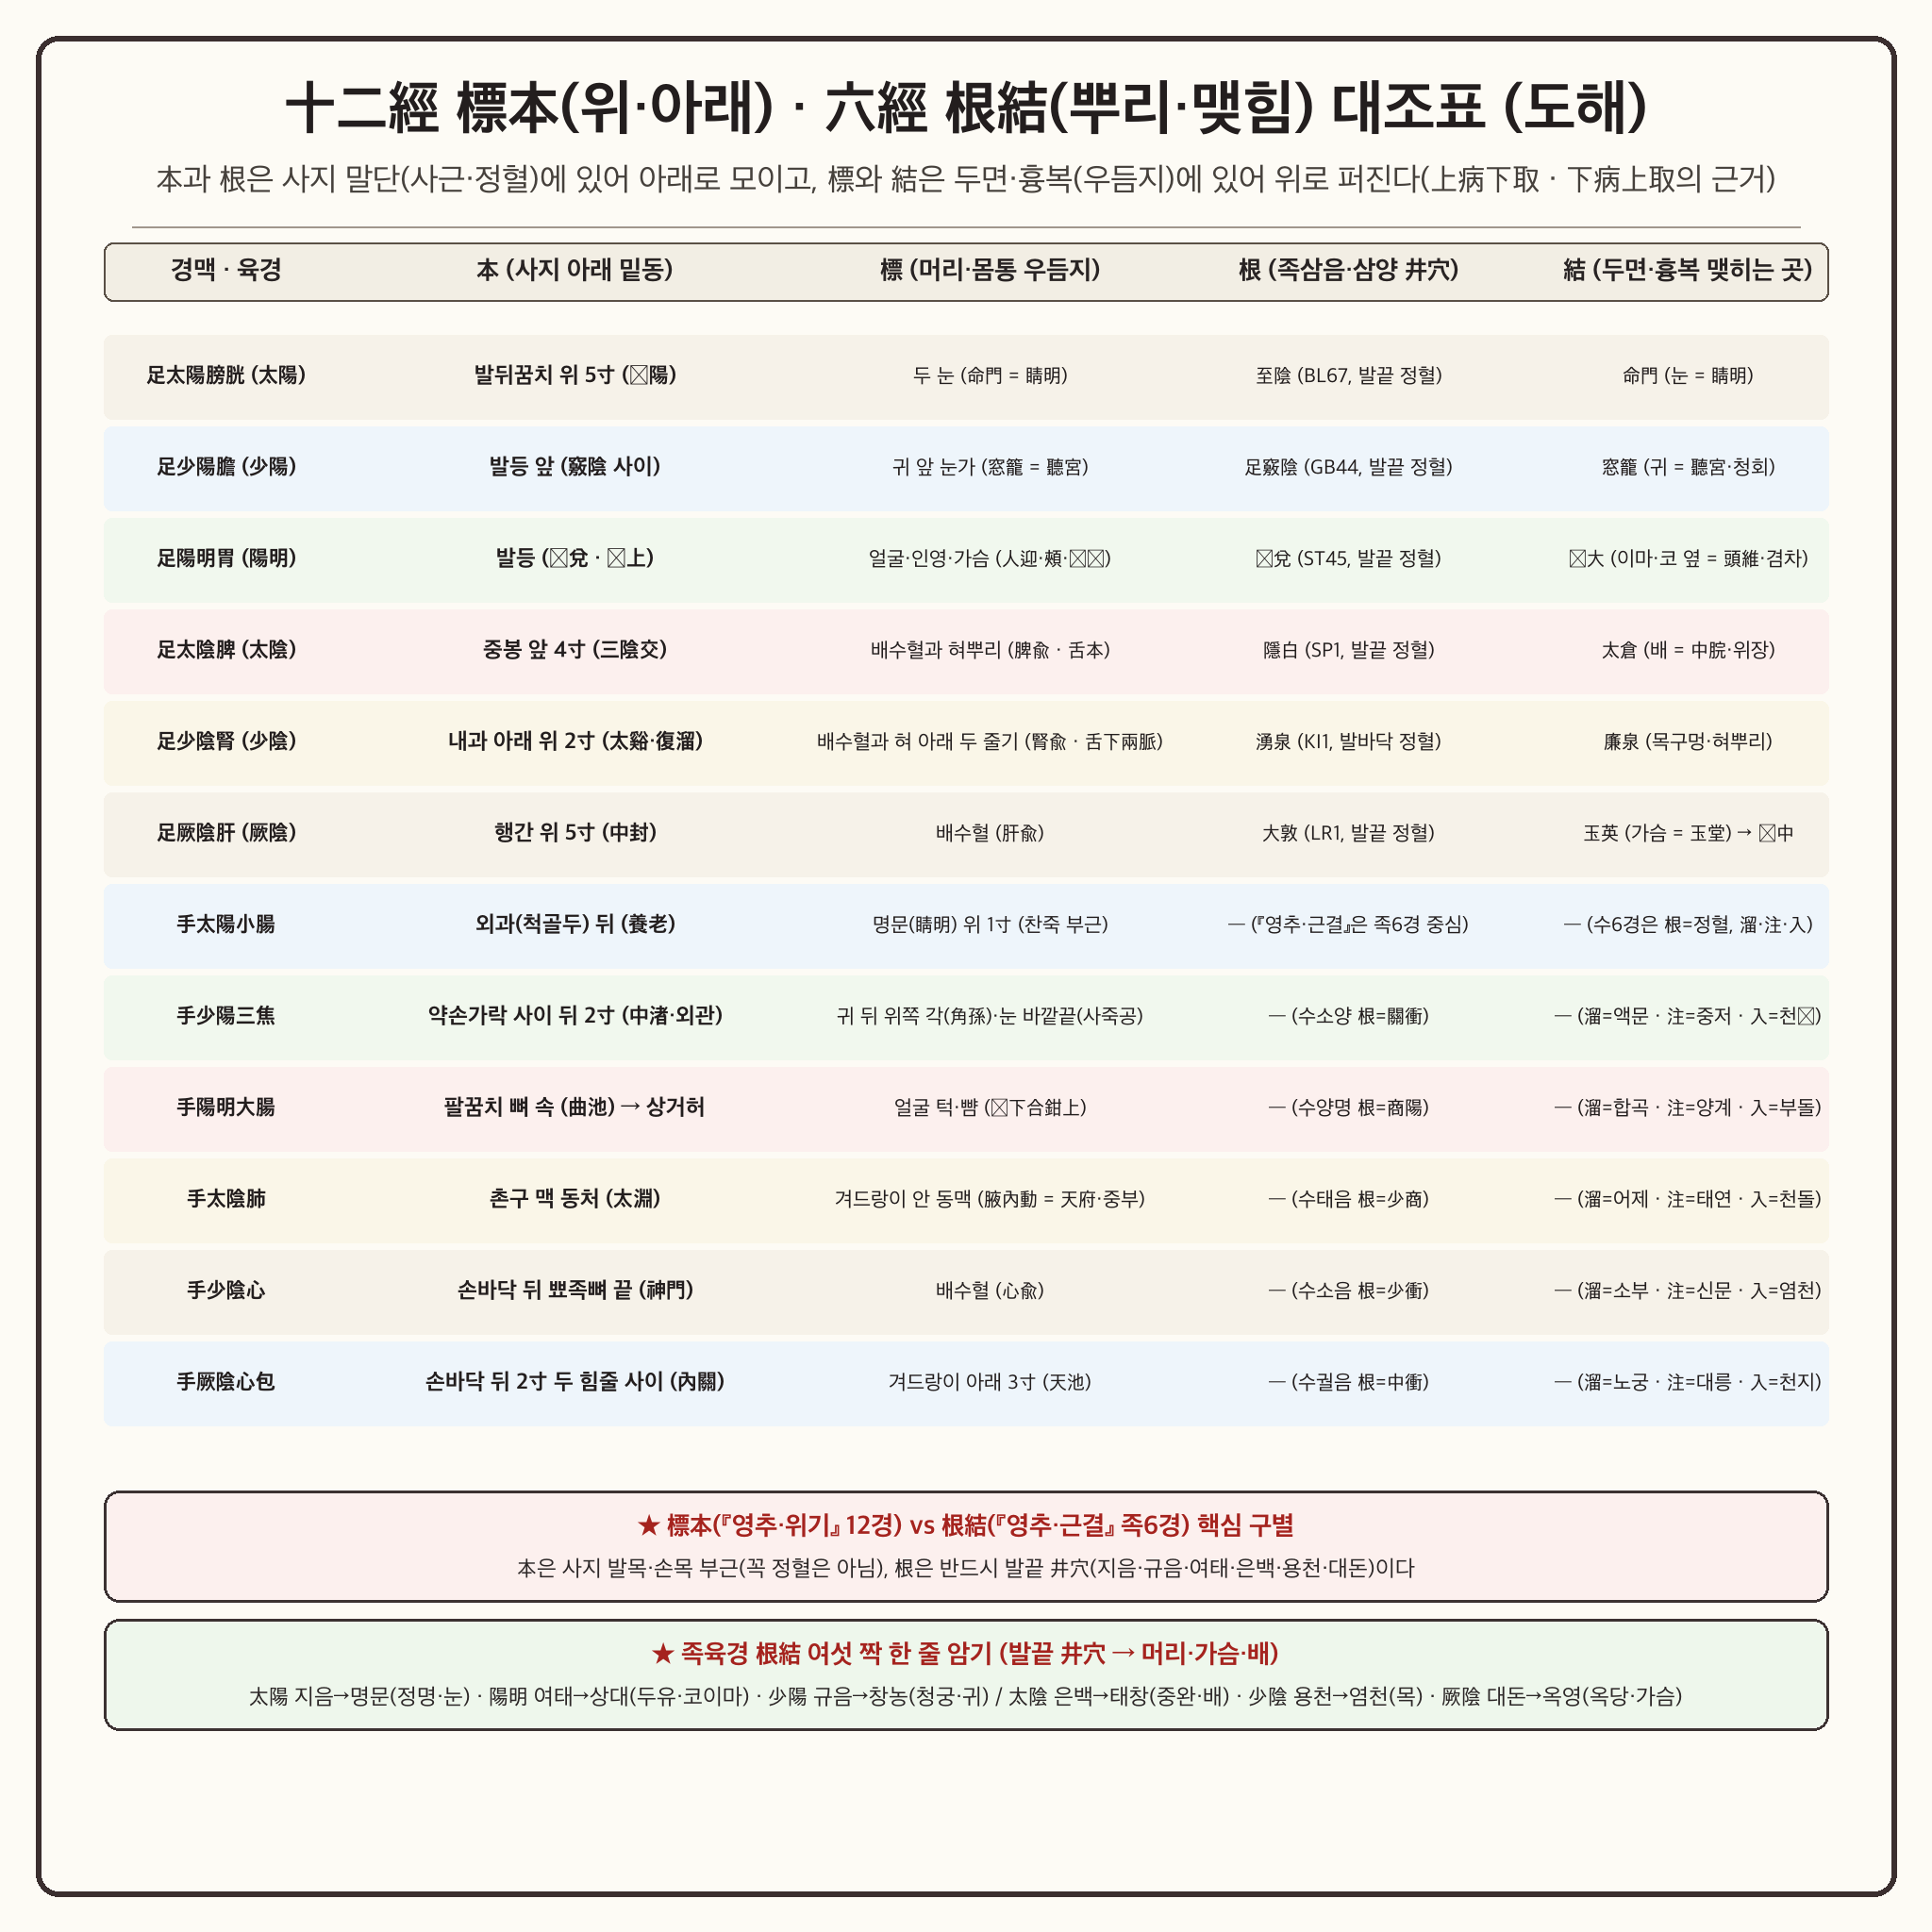 十二經 標本(위·아래) · 六經 根結(뿌리·맺힘) 대조표 (도해)
本과 根은 사지 말단(사근·정혈)에 있어 아래로 모이고, 標와 結은 두면·흉복(우듬지)에 있어 위로 퍼진다(上病下取 · 下病上取의 근거)
경맥 · 육경 本 (사지 아래 밑동) 標 (머리·몸통 우듬지) 根 (족삼음·삼양 井穴) 結 (두면·흉복 맺히는 곳)
足太陽膀胱 (太陽) 발뒤꿈치 위 5寸 (☒陽) 두 눈 (命門 = 睛明) 至陰 (BL67, 발끝 정혈) 命門 (눈 = 睛明)
足少陽膽 (少陽) 발등 앞 (竅陰 사이) 귀 앞 눈가 (窓籠 = 聽宮) 足竅陰 (GB44, 발끝 정혈) 窓籠 (귀 = 聽宮·청회)
足陽明胃 (陽明) 발등 (☒兌 · ☒上) 얼굴·인영·가슴 (人迎·頰·☒☒) ☒兌 (ST45, 발끝 정혈) ☒大 (이마·코 옆 = 頭維·겸차)
足太陰脾 (太陰) 중봉 앞 4寸 (三陰交) 배수혈과 혀뿌리 (脾兪 · 舌本) 隱白 (SP1, 발끝 정혈) 太倉 (배 = 中脘·위장)
足少陰腎 (少陰) 내과 아래 위 2寸 (太谿·復溜) 배수혈과 혀 아래 두 줄기 (腎兪 · 舌下兩脈) 湧泉 (KI1, 발바닥 정혈) 廉泉 (목구멍·혀뿌리)
足厥陰肝 (厥陰) 행간 위 5寸 (中封) 배수혈 (肝兪) 大敦 (LR1, 발끝 정혈) 玉英 (가슴 = 玉堂) → ☒中
手太陽小腸 외과(척골두) 뒤 (養老) 명문(睛明) 위 1寸 (찬죽 부근) — (『영추·근결』은 족6경 중심) — (수6경은 根=정혈, 溜·注·入)
手少陽三焦 약손가락 사이 뒤 2寸 (中渚·외관) 귀 뒤 위쪽 각(角孫)·눈 바깥끝(사죽공) — (수소양 根=關衝) — (溜=액문 · 注=중저 · 入=천☒)
手陽明大腸 팔꿈치 뼈 속 (曲池) → 상거허 얼굴 턱·뺨 (☒下合鉗上) — (수양명 根=商陽) — (溜=합곡 · 注=양계 · 入=부돌)
手太陰肺 촌구 맥 동처 (太淵) 겨드랑이 안 동맥 (腋內動 = 天府·중부) — (수태음 根=少商) — (溜=어제 · 注=태연 · 入=천돌)
手少陰心 손바닥 뒤 뾰족뼈 끝 (神門) 배수혈 (心兪) — (수소음 根=少衝) — (溜=소부 · 注=신문 · 入=염천)
手厥陰心包 손바닥 뒤 2寸 두 힘줄 사이 (內關) 겨드랑이 아래 3寸 (天池) — (수궐음 根=中衝) — (溜=노궁 · 注=대릉 · 入=천지)
★ 標本(『영추·위기』 12경) vs 根結(『영추·근결』 족6경) 핵심 구별
本은 사지 발목·손목 부근(꼭 정혈은 아님), 根은 반드시 발끝 井穴(지음·규음·여태·은백·용천·대돈)이다
★ 족육경 根結 여섯 짝 한 줄 암기 (발끝 井穴 → 머리·가슴·배)
太陽 지음→명문(정명·눈) · 陽明 여태→상대(두유·코이마) · 少陽 규음→창농(청궁·귀) / 太陰 은백→태창(중완·배) · 少陰 용천→염천(목) · 厥陰 대돈→옥영(옥당·가슴)